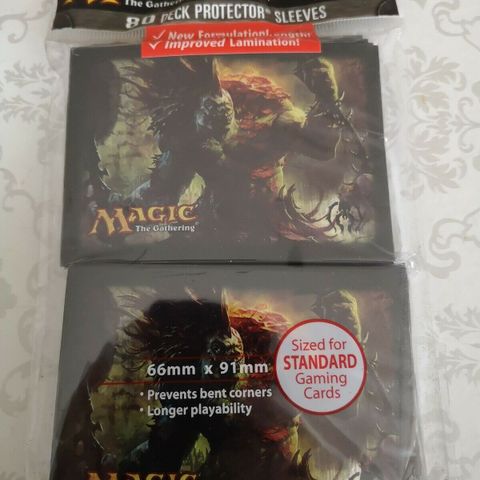 The Gathering
80 DECK PROTECTOR® SLEEVES
✓ New Formulation!
✓ Improved Lamination!
MAGIC
The Gathering
66mm x 91mm
• Prevents bent corners
• Longer playability
Sized for
STANDARD
Gaming
Cards
MAGIC